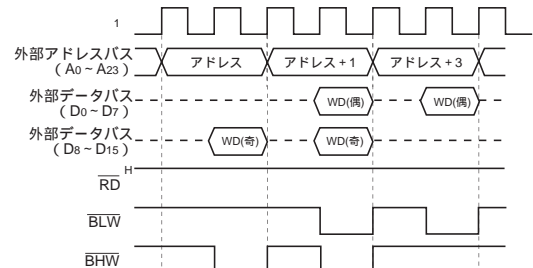 1
外部アドレスバス
(A0~A23)
アドレス
アドレス+1
アドレス+3
外部データバス
(D0~D7)
WD(偶)
WD(偶)
外部データバス
(D8~D15)
WD(奇)
WD(奇)
H
RD
BLW
BHW